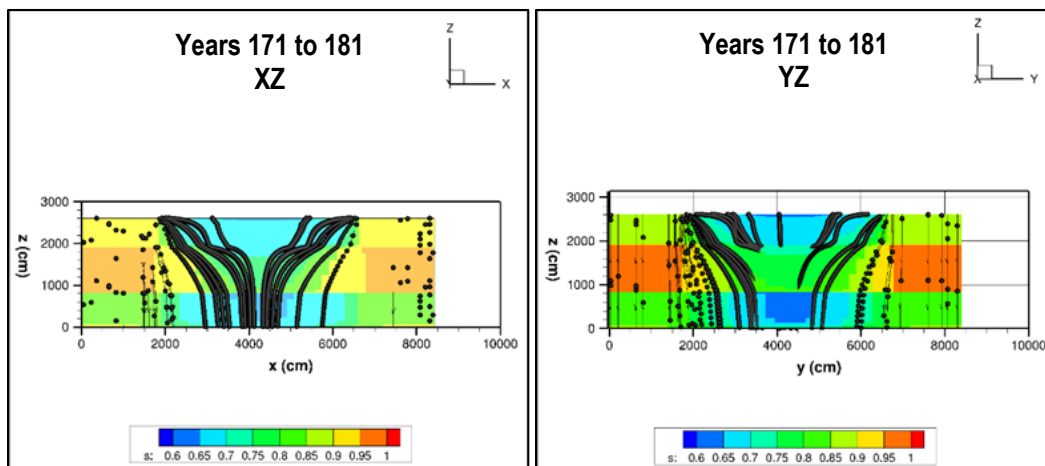 Years 171 to 181
XZ
Z
X
z (cm)
3000
2000
1000
0
0 2000 4000 6000 8000 10000
x (cm)
s: 0.6 0.65 0.7 0.75 0.8 0.85 0.9 0.95 1
Years 171 to 181
YZ
Z
X
Y
z (cm)
3000
2000
1000
0
0 2000 4000 6000 8000 10000
y (cm)
s: 0.6 0.65 0.7 0.75 0.8 0.85 0.9 0.95 1